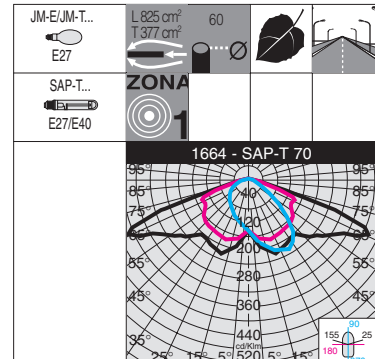 JM-E/JM-T...
E27
L 825 cm²
T 377 cm²
60
SAP-T...
E27/E40
ZONA
1
1664 - SAP-T 70
95° 95°
85° 85°
75° 75°
55° 55°
45° 45°
35°
25° 15° 5° 5° 15°
40
120
200
280
360
440
cd/Klm
520
90
155 25
180